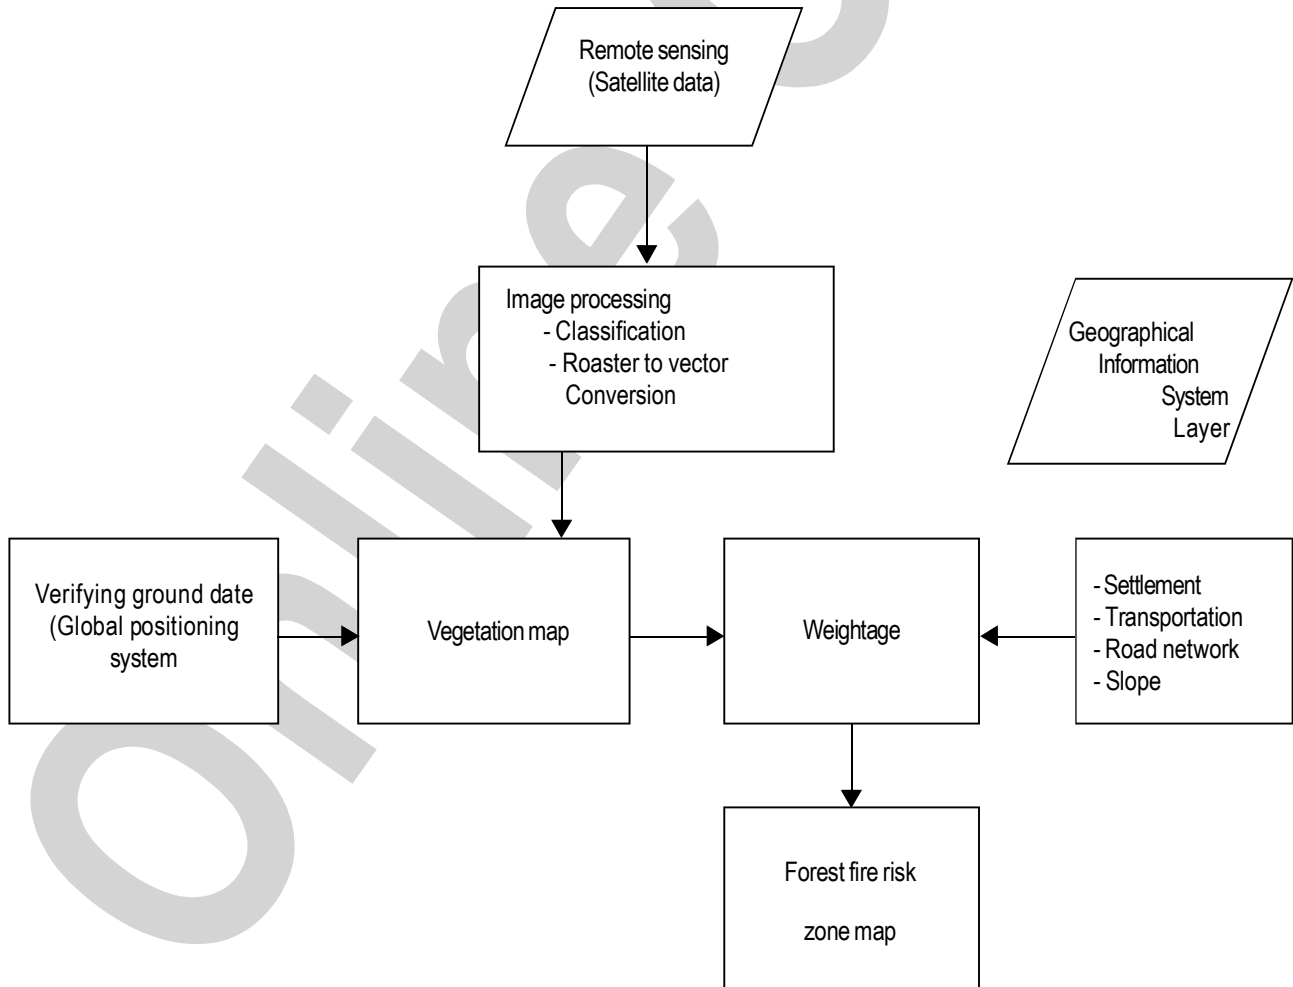 Remote sensing
(Satellite data)
Image processing
- Classification
- Roaster to vector
Conversion
Geographical
Information
System
Layer
Verifying ground date
(Global positioning
system
Vegetation map
Weightage
- Settlement
- Transportation
- Road network
- Slope
Forest fire risk
zone map
Online